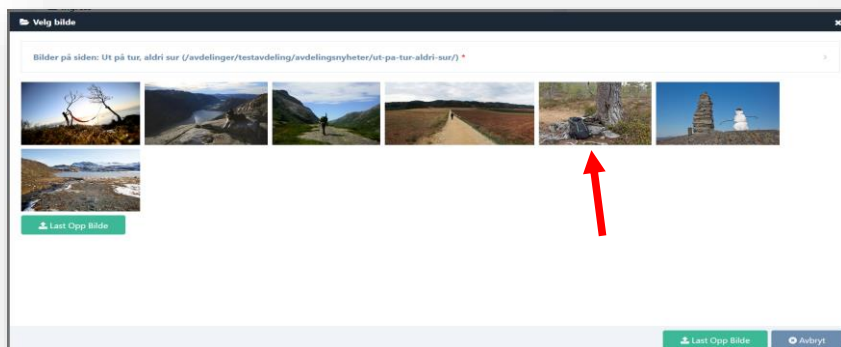 Velg bilde
Bilder på siden: Ut på tur, aldri sur (/avdelinger/testavdeling/avdelingsnyheter/ut-pa-tur-aldri-sur/) *
Last Opp Bilde
Last Opp Bilde
Avbryt